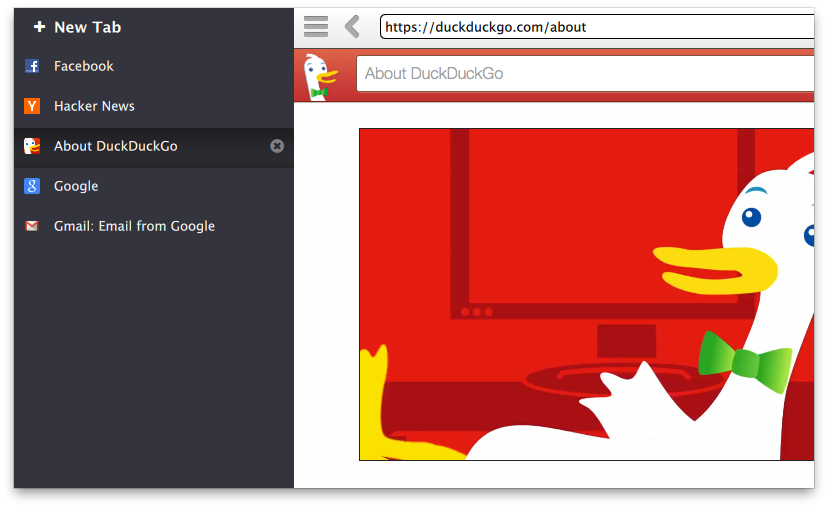 New Tab
Facebook
Hacker News
About DuckDuckGo
Google
Gmail: Email from Google
https://duckduckgo.com/about
About DuckDuckGo